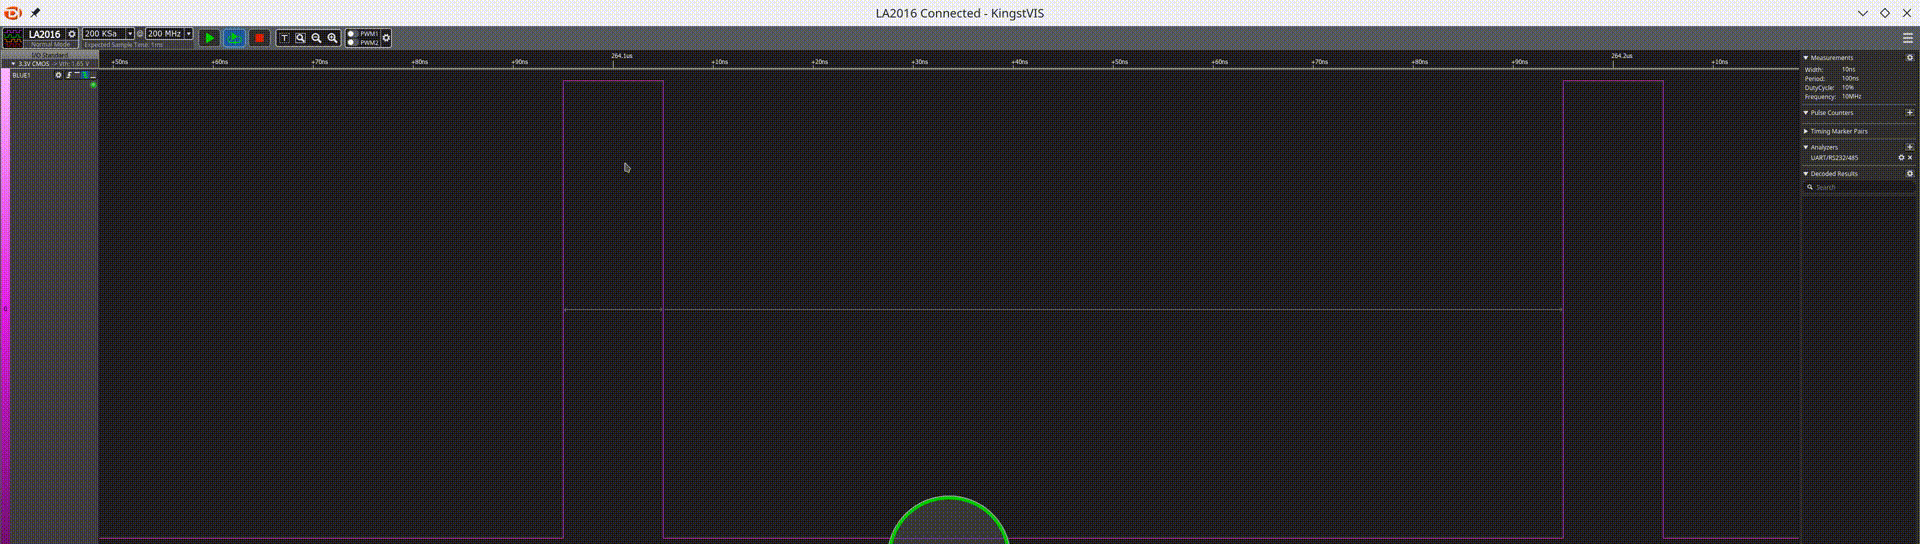 LA2016 Connected - KingstVIS
LA2016
Normal Mode
200 KSa
@
200 MHz
Expected Sample Time: 1ms
T
PWM1
PWM2
3.3V CMOS -> Vth: 1.65 V
BLUE1
0
+50ns
+60ns
+70ns
+80ns
+90ns
264.1us
+10ns
+20ns
+30ns
+40ns
+50ns
+60ns
+70ns
+80ns
+90ns
264.2us
+10ns
Measurements
Width: 10ns
Period: 100ns
DutyCycle: 10%
Frequency: 10MHz
Pulse Counters
Timing Marker Pairs
Analyzers
UART/RS232/485
Decoded Results
Search